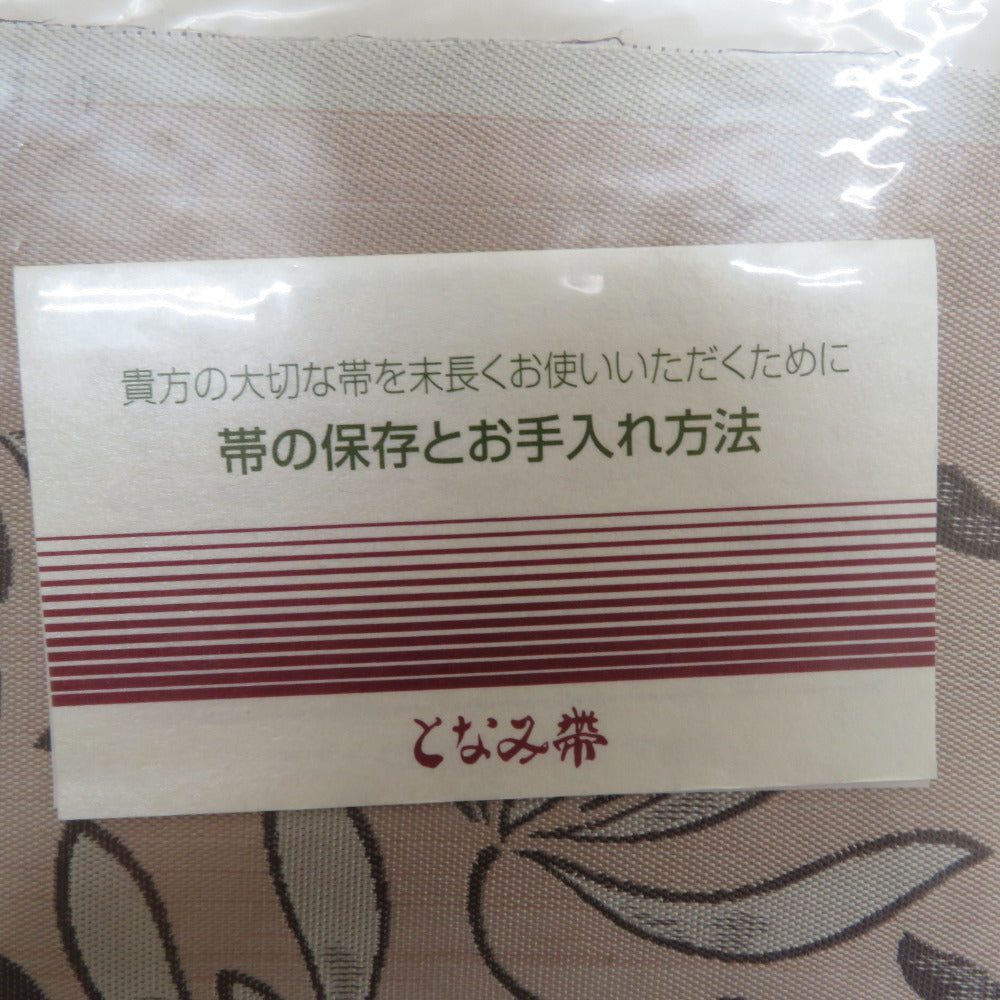 貴方の大切な帯を末長くお使いいただくために
帯の保存とお手入れ方法
となみ帯